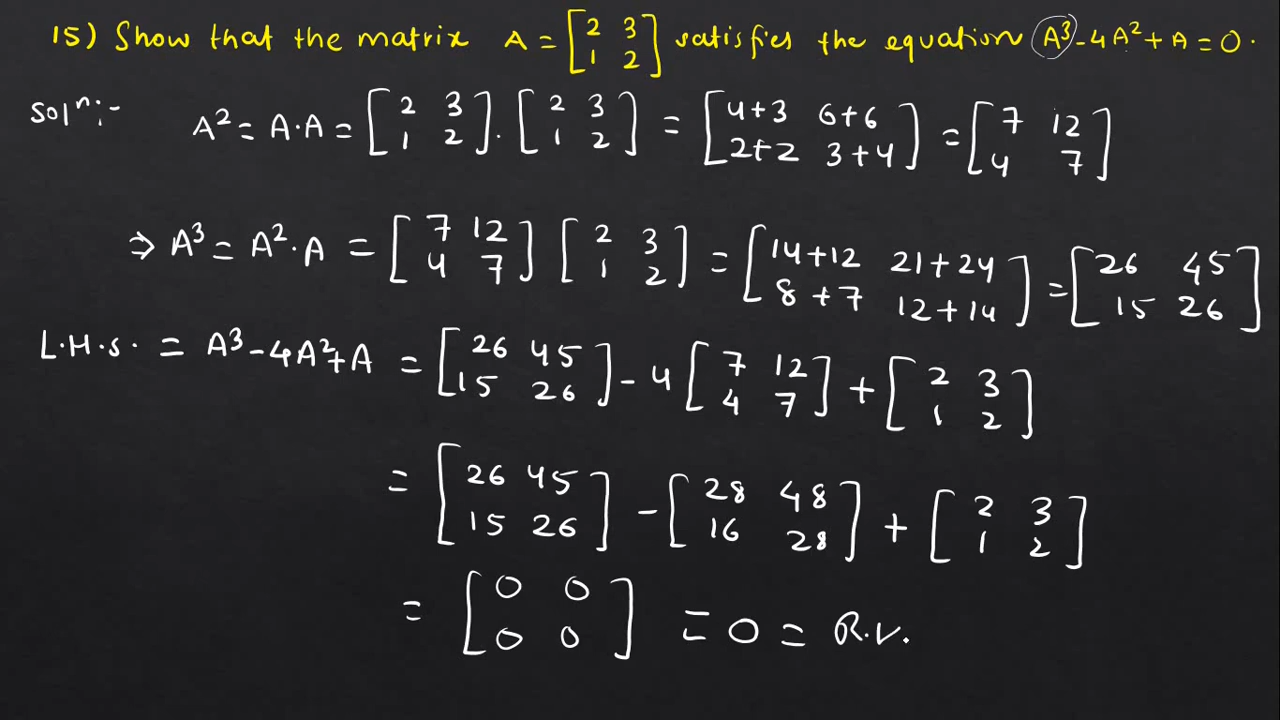 15) Show that the matrix A = [2 3; 1 2] satisfies the equation A³ - 4A² + A = 0.
Solⁿ:- A² = A·A = [2 3; 1 2] · [2 3; 1 2] = [4+3 6+6; 2+2 3+4] = [7 12; 4 7]
⇒ A³ = A²·A = [7 12; 4 7] [2 3; 1 2] = [14+12 21+24; 8+7 12+14] = [26 45; 15 26]
L.H.S. = A³ - 4A² + A = [26 45; 15 26] - 4 [7 12; 4 7] + [2 3; 1 2]
= [26 45; 15 26] - [28 48; 16 28] + [2 3; 1 2]
= [0 0; 0 0] = 0 = R.V.